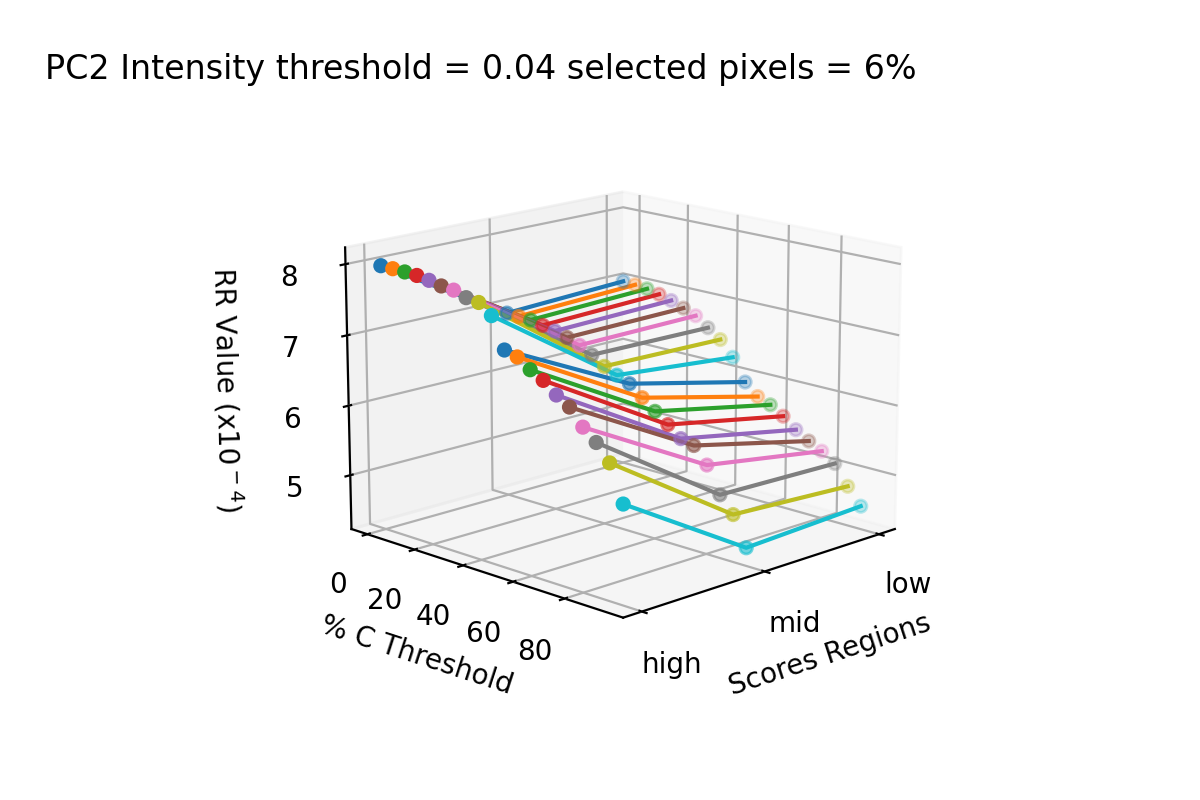 PC2 Intensity threshold = 0.04 selected pixels = 6%
RR Value (x10⁻⁴)
8
7
6
5
0
20
40
60
80
% C Threshold
low
mid
high
Scores Regions